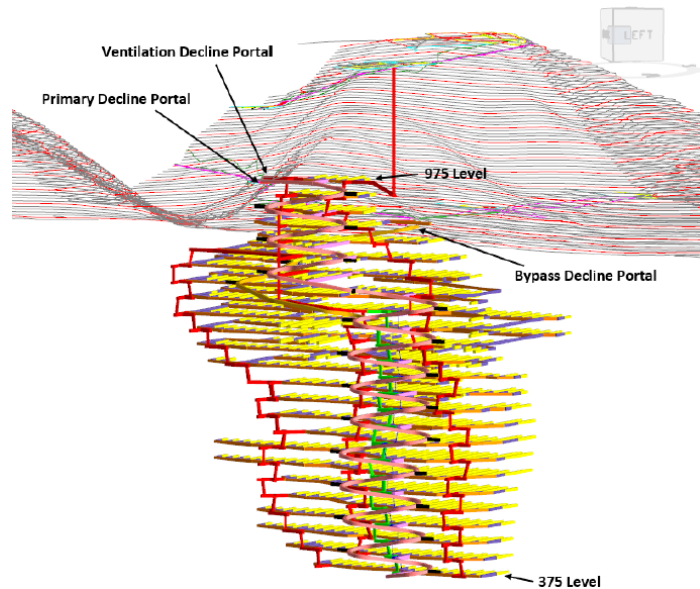 Ventilation Decline Portal
LEFT
Primary Decline Portal
975 Level
Bypass Decline Portal
375 Level